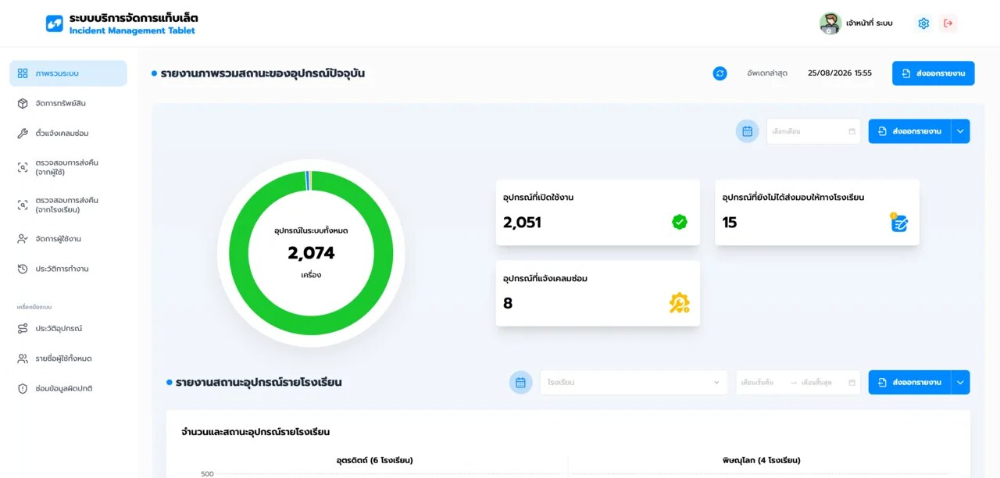 ระบบบริการจัดการแท็บเล็ต
Incident Management Tablet
เจ้าหน้าที่ ระบบ
ภาพรวมระบบ
จัดการทรัพย์สิน
ตั๋วแจ้งเคลมซ่อม
ตรวจสอบการส่งคืน
(จากผู้ใช้)
ตรวจสอบการส่งคืน
(จากโรงเรียน)
จัดการผู้ใช้งาน
ประวัติการทำงาน
เครื่องมือระบบ
ประวัติอุปกรณ์
รายชื่อผู้ใช้ทั้งหมด
ซ่อมข้อมูลผิดปกติ
รายงานภาพรวมสถานะของอุปกรณ์ปัจจุบัน
อัพเดทล่าสุด
25/08/2026 15:55
ส่งออกรายงาน
เลือกเดือน
ส่งออกรายงาน
อุปกรณ์ในระบบทั้งหมด
2,074
เครื่อง
อุปกรณ์ที่เปิดใช้งาน
2,051
อุปกรณ์ที่ยังไม่ได้ส่งมอบให้ทางโรงเรียน
15
อุปกรณ์ที่แจ้งเคลมซ่อม
8
รายงานสถานะอุปกรณ์รายโรงเรียน
โรงเรียน
เดือนเริ่มต้น
เดือนสิ้นสุด
ส่งออกรายงาน
จำนวนและสถานะอุปกรณ์รายโรงเรียน
อุตรดิตถ์ (6 โรงเรียน)
พิษณุโลก (4 โรงเรียน)
500